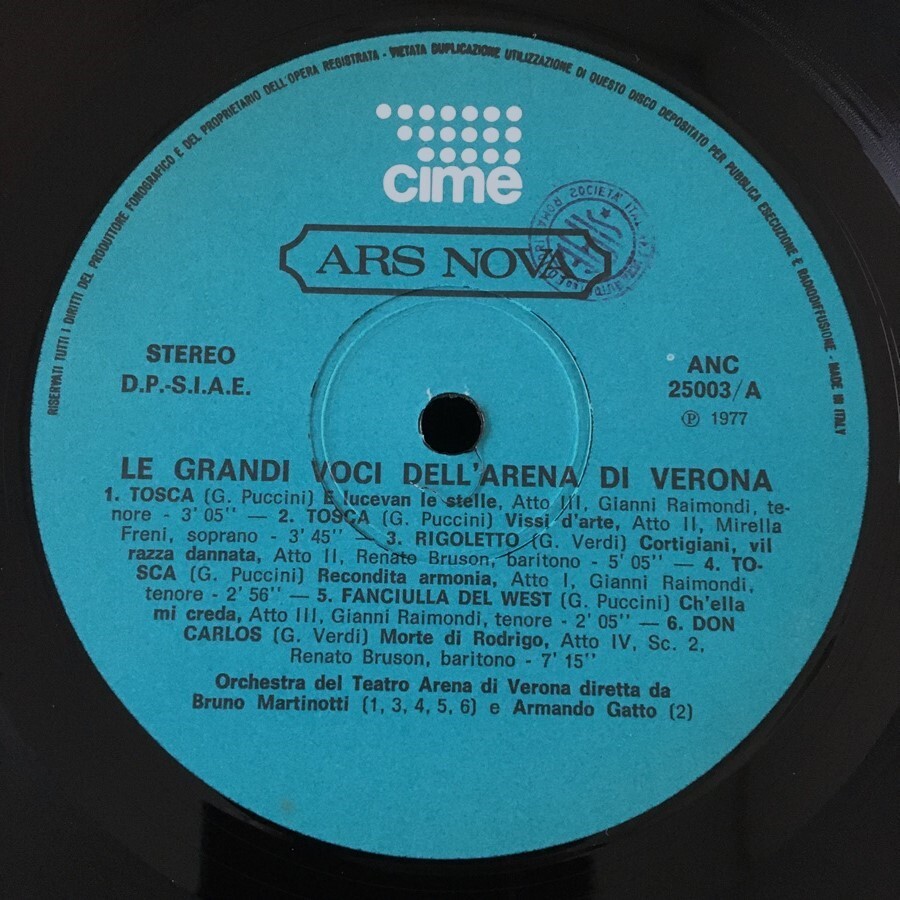 RISERVATI TUTTI I DIRITTI DEL PRODUTTORE FONOGRAFICO E DEL PROPRIETARIO DELL'OPERA REGISTRATA - VIETATA DUPLICAZIONE UTILIZZAZIONE DI QUESTO DISCO DEPOSITATO PER PUBBLICA ESECUZIONE E RADIODIFFUSIONE - MADE IN ITALY
cime
ARS NOVA
SOCIETA
STEREO
D.P.-S.I.A.E.
ANC
25003/A
℗ 1977
LE GRANDI VOCI DELL'ARENA DI VERONA
1. TOSCA (G. Puccini) E lucevan le stelle, Atto III, Gianni Raimondi, te-
nore - 3' 05'' — 2. TOSCA (G. Puccini) Vissi d'arte, Atto II, Mirella
Freni, soprano - 3' 45'' — 3. RIGOLETTO (G. Verdi) Cortigiani, vil
razza dannata, Atto II, Renato Bruson, baritono - 5' 05'' — 4. TO-
SCA (G. Puccini) Recondita armonia, Atto I, Gianni Raimondi,
tenore - 2' 56'' — 5. FANCIULLA DEL WEST (G. Puccini) Ch'ella
mi creda, Atto III, Gianni Raimondi, tenore - 2' 05'' — 6. DON
CARLOS (G. Verdi) Morte di Rodrigo, Atto IV, Sc. 2,
Renato Bruson, baritono - 7' 15''
Orchestra del Teatro Arena di Verona diretta da
Bruno Martinotti (1, 3, 4, 5, 6) e Armando Gatto (2)